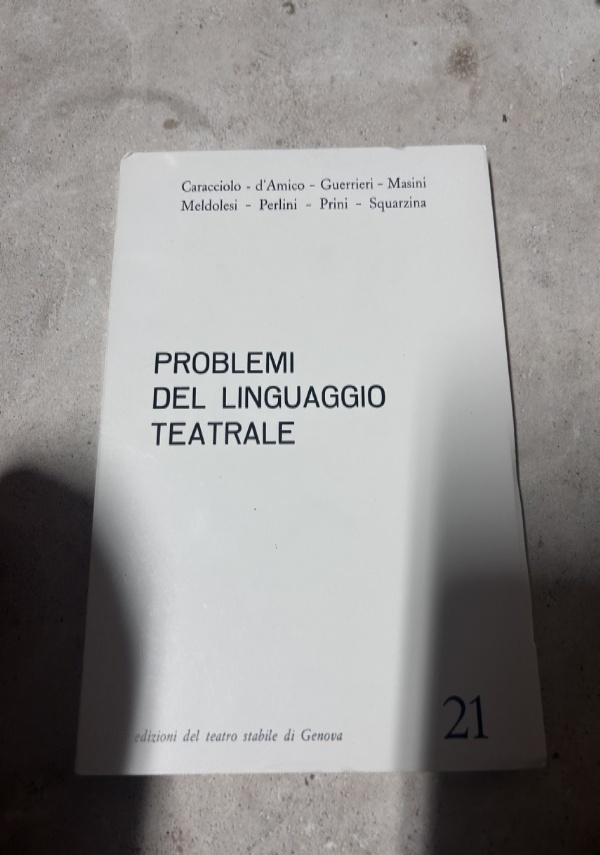 Caracciolo - d'Amico - Guerrieri - Masini
Meldolesi - Perlini - Prini - Squarzina
PROBLEMI
DEL LINGUAGGIO
TEATRALE
edizioni del teatro stabile di Genova
21